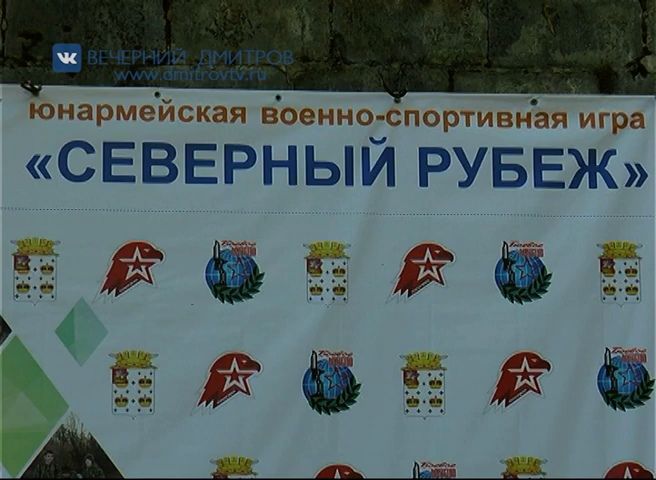 ВЕЧЕРНИЙ ДМИТРОВ
www.dmitrovtv.ru
юнармейская военно-спортивная игра
«СЕВЕРНЫЙ РУБЕЖ»